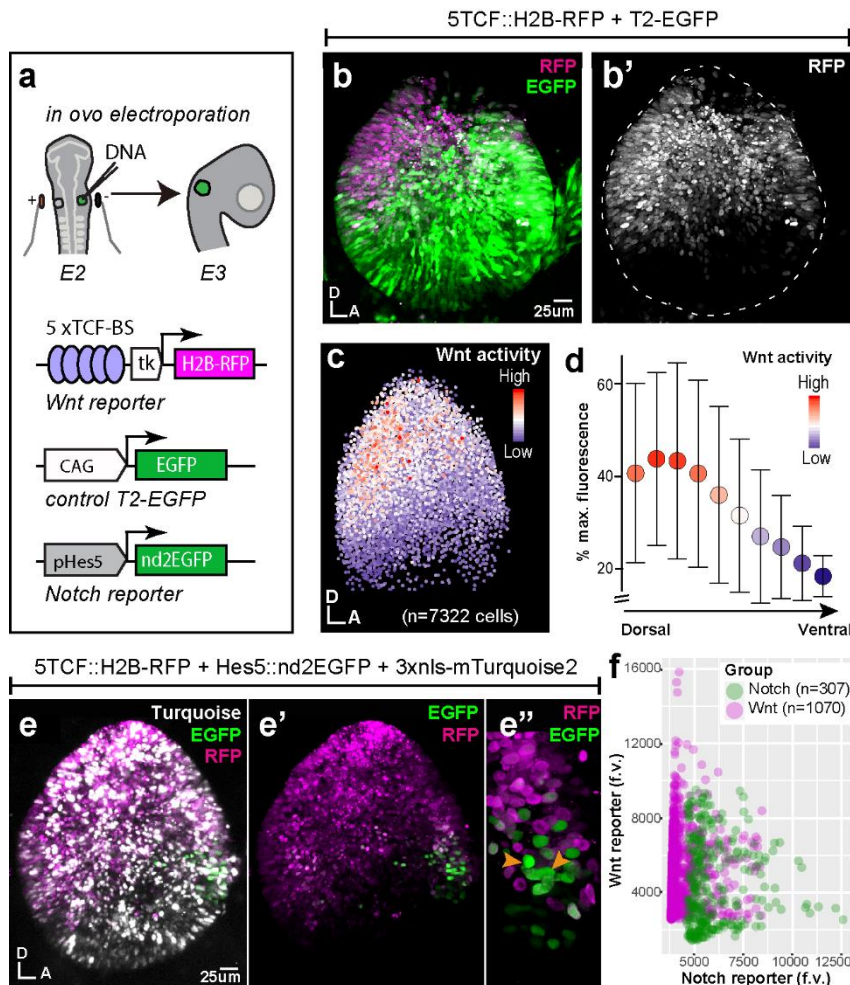 5TCF::H2B-RFP + T2-EGFP
a
in ovo electroporation
DNA
+
-
E2
E3
5 xTCF-BS
tk
H2B-RFP
Wnt reporter
CAG
EGFP
control T2-EGFP
pHes5
nd2EGFP
Notch reporter
b
RFP
EGFP
D
A
25um
b'
RFP
c
Wnt activity
High
Low
D
A
(n=7322 cells)
d
Wnt activity
High
Low
% max. fluorescence
60
40
20
Dorsal
Ventral
5TCF::H2B-RFP + Hes5::nd2EGFP + 3xnls-mTurquoise2
e
Turquoise
EGFP
RFP
D
A
25um
e'
EGFP
RFP
e''
RFP
EGFP
f
Group
Notch (n=307)
Wnt (n=1070)
Wnt reporter (f.v.)
16000
12000
8000
4000
5000
7500
10000
12500
Notch reporter (f.v.)